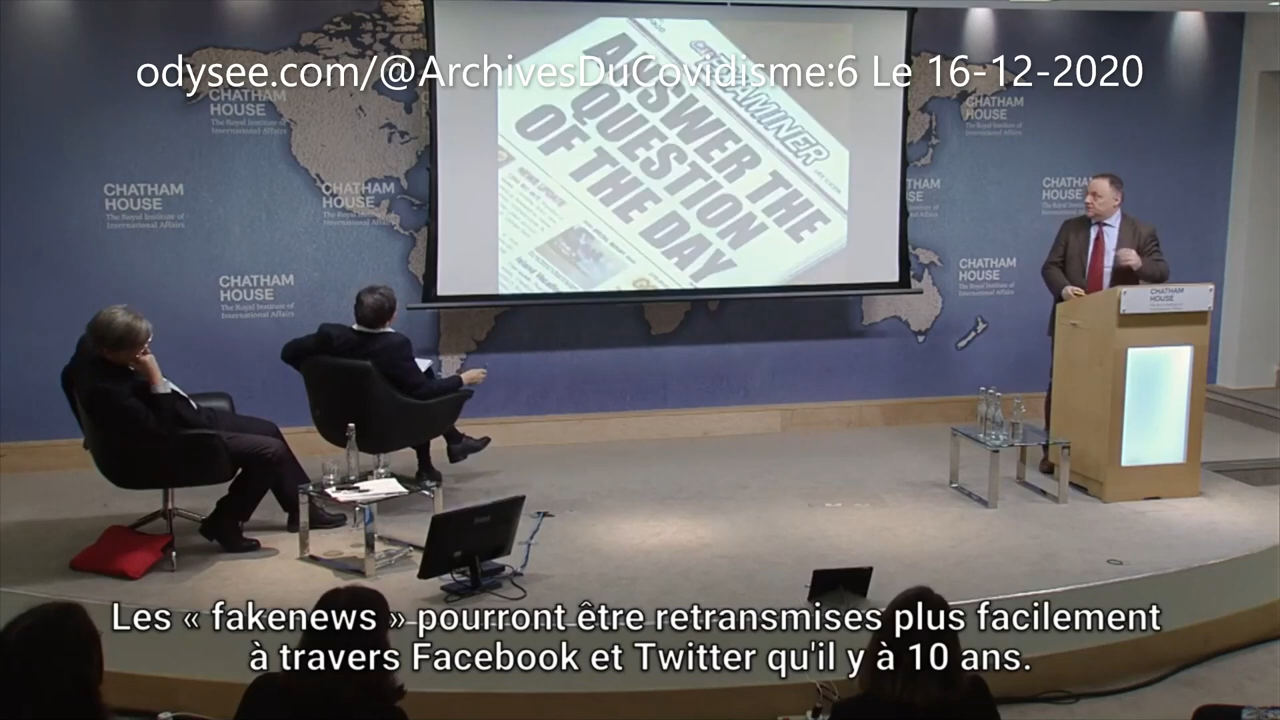 odysee.com/@ArchivesDuCovidisme:6 Le 16-12-2020
EXAMINER
ANSWER THE
QUESTION
OF THE DAY
CHATHAM
HOUSE
The Royal Institute of
International Affairs
CHATHAM
HOUSE
The Royal Institute of
International Affairs
CHATHAM
HOUSE
The Royal Institute of
International Affairs
CHATHAM
HOUSE
The Royal Institute of
International Affairs
CHATHAM
HOUSE
The Royal Institute of
International Affairs
CHATHAM
HOUSE
CHATHAM
HOUSE
The Royal Institute of
International Affairs
CHATHAM
HOUSE
Les « fakenews » pourront être retransmises plus facilement
à travers Facebook et Twitter qu'il y à 10 ans.